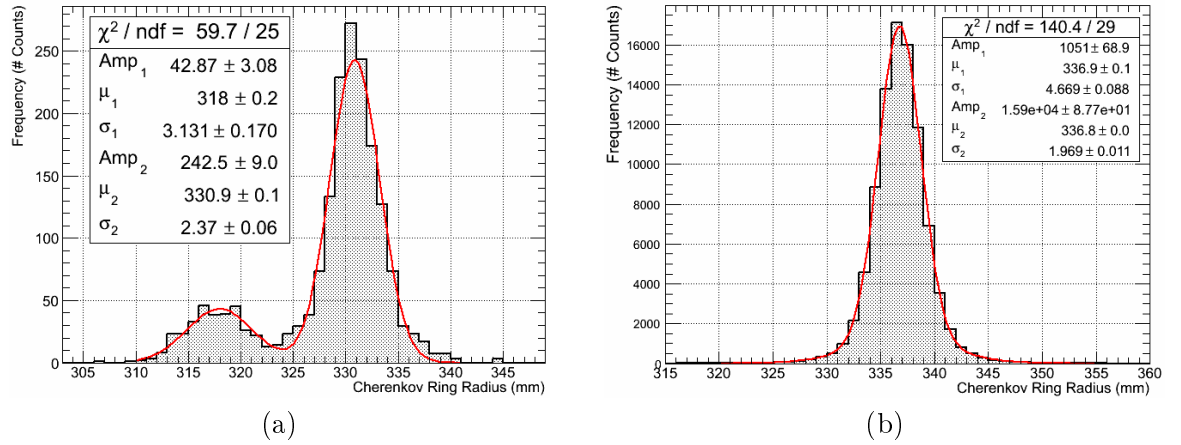 χ² / ndf = 59.7 / 25
Amp₁ 42.87 ± 3.08
μ₁ 318 ± 0.2
σ₁ 3.131 ± 0.170
Amp₂ 242.5 ± 9.0
μ₂ 330.9 ± 0.1
σ₂ 2.37 ± 0.06
Frequency (# Counts)
250
200
150
100
50
0
305 310 315 320 325 330 335 340 345
Cherenkov Ring Radius (mm)
(a)
χ² / ndf = 140.4 / 29
Amp₁ 1051± 68.9
μ₁ 336.9 ± 0.1
σ₁ 4.669 ± 0.088
Amp₂ 1.59e+04 ± 8.77e+01
μ₂ 336.8 ± 0.0
σ₂ 1.969 ± 0.011
Frequency (# Counts)
16000
14000
12000
10000
8000
6000
4000
2000
0
315 320 325 330 335 340 345 350 355 360
Cherenkov Ring Radius (mm)
(b)